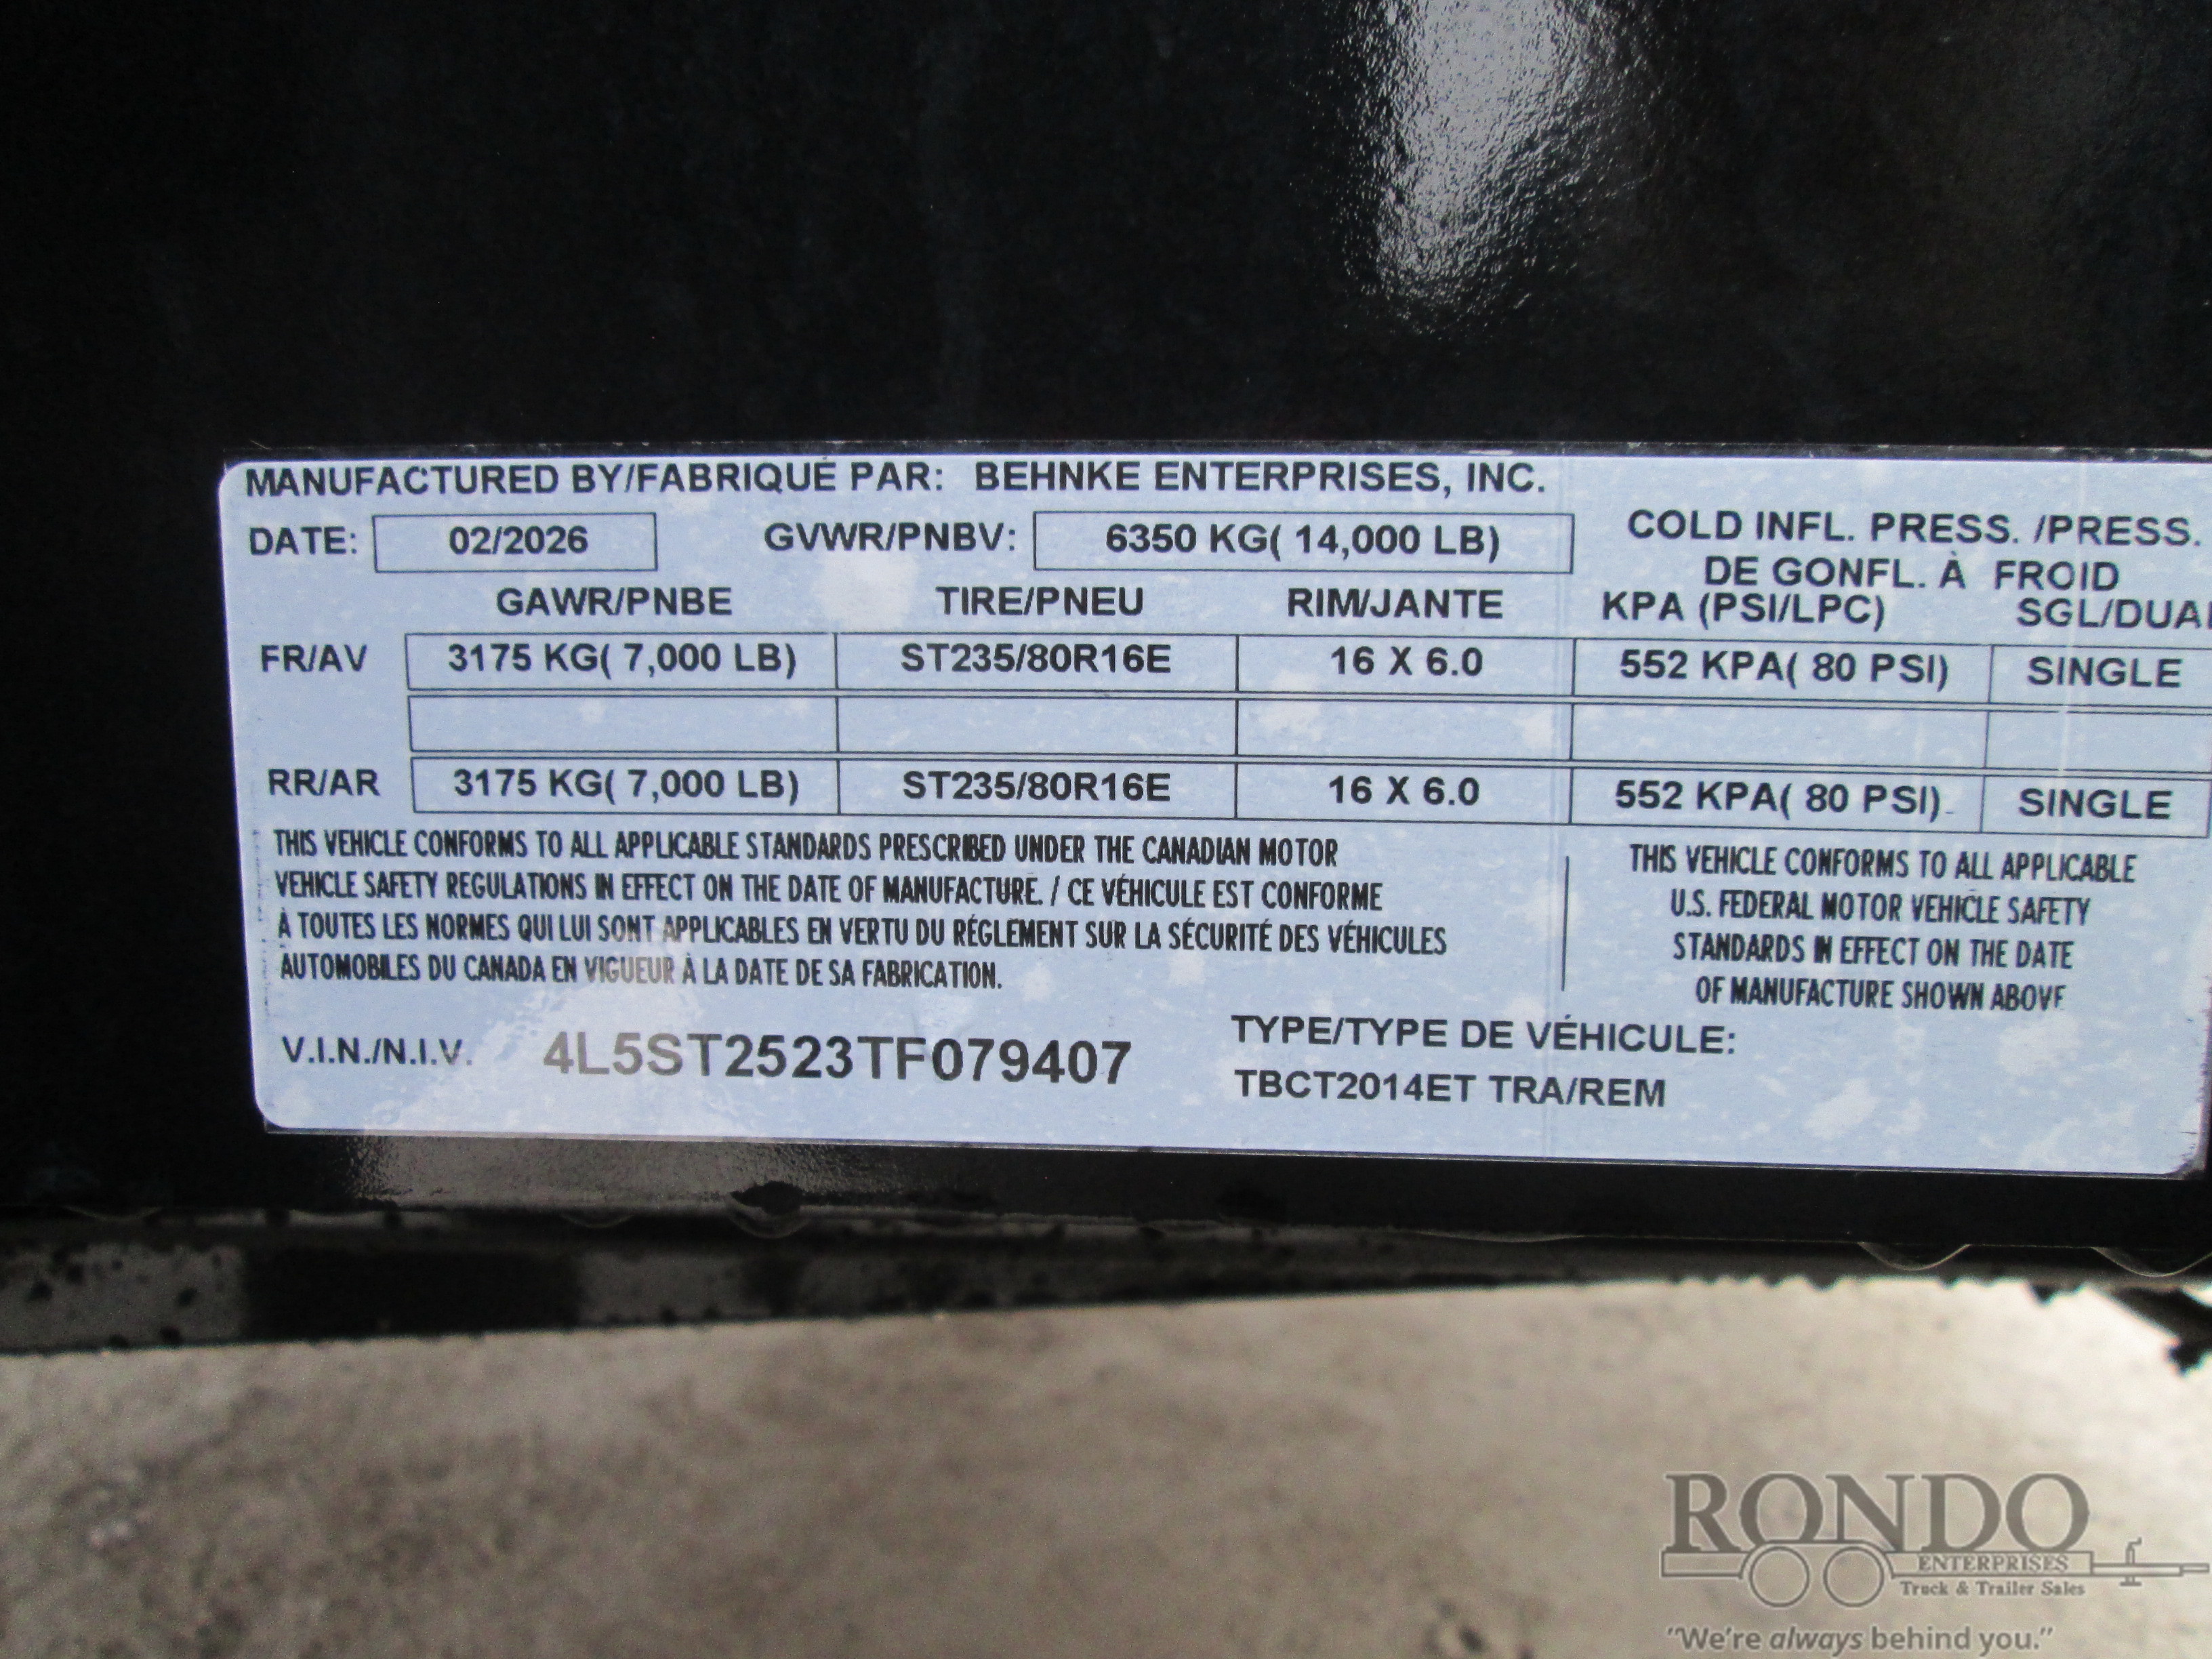 MANUFACTURED BY/FABRIQUÉ PAR: BEHNKE ENTERPRISES, INC.
DATE: 02/2026 GVWR/PNBV: 6350 KG( 14,000 LB) COLD INFL. PRESS. /PRESS.
DE GONFL. À FROID
GAWR/PNBE TIRE/PNEU RIM/JANTE KPA (PSI/LPC) SGL/DUAL
FR/AV 3175 KG( 7,000 LB) ST235/80R16E 16 X 6.0 552 KPA( 80 PSI) SINGLE
RR/AR 3175 KG( 7,000 LB) ST235/80R16E 16 X 6.0 552 KPA( 80 PSI) SINGLE
THIS VEHICLE CONFORMS TO ALL APPLICABLE STANDARDS PRESCRIBED UNDER THE CANADIAN MOTOR
VEHICLE SAFETY REGULATIONS IN EFFECT ON THE DATE OF MANUFACTURE. / CE VÉHICULE EST CONFORME
À TOUTES LES NORMES QUI LUI SONT APPLICABLES EN VERTU DU RÉGLEMENT SUR LA SÉCURITÉ DES VÉHICULES
AUTOMOBILES DU CANADA EN VIGUEUR À LA DATE DE SA FABRICATION.
THIS VEHICLE CONFORMS TO ALL APPLICABLE
U.S. FEDERAL MOTOR VEHICLE SAFETY
STANDARDS IN EFFECT ON THE DATE
OF MANUFACTURE SHOWN ABOVE
V.I.N./N.I.V. 4L5ST2523TF079407
TYPE/TYPE DE VÉHICULE:
TBCT2014ET TRA/REM
RONDO
ENTERPRISES
Truck & Trailer Sales
"We're always behind you."